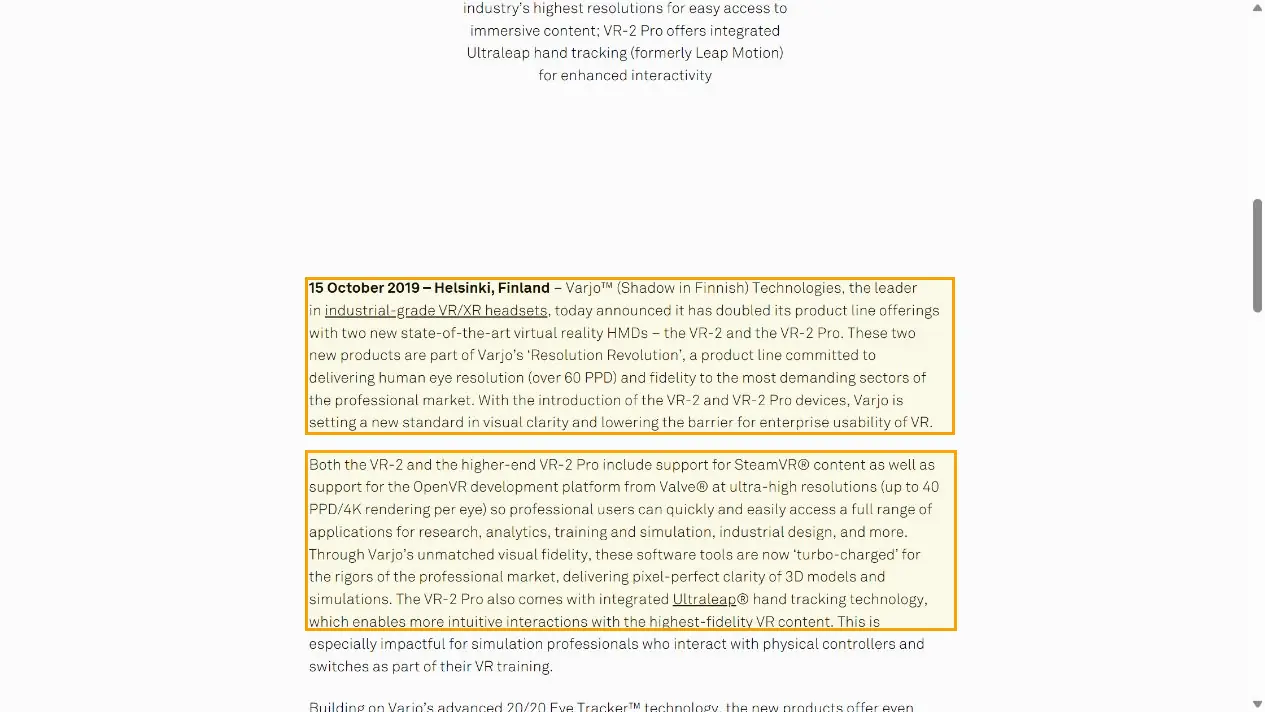 industry's highest resolutions for easy access to
immersive content; VR-2 Pro offers integrated
Ultraleap hand tracking (formerly Leap Motion)
for enhanced interactivity
15 October 2019 – Helsinki, Finland – Varjo™ (Shadow in Finnish) Technologies, the leader
in industrial-grade VR/XR headsets, today announced it has doubled its product line offerings
with two new state-of-the-art virtual reality HMDs – the VR-2 and the VR-2 Pro. These two
new products are part of Varjo's 'Resolution Revolution', a product line committed to
delivering human eye resolution (over 60 PPD) and fidelity to the most demanding sectors of
the professional market. With the introduction of the VR-2 and VR-2 Pro devices, Varjo is
setting a new standard in visual clarity and lowering the barrier for enterprise usability of VR.
Both the VR-2 and the higher-end VR-2 Pro include support for SteamVR® content as well as
support for the OpenVR development platform from Valve® at ultra-high resolutions (up to 40
PPD/4K rendering per eye) so professional users can quickly and easily access a full range of
applications for research, analytics, training and simulation, industrial design, and more.
Through Varjo's unmatched visual fidelity, these software tools are now 'turbo-charged' for
the rigors of the professional market, delivering pixel-perfect clarity of 3D models and
simulations. The VR-2 Pro also comes with integrated Ultraleap® hand tracking technology,
which enables more intuitive interactions with the highest-fidelity VR content. This is
especially impactful for simulation professionals who interact with physical controllers and
switches as part of their VR training.
Building on Varjo's advanced 20/20 Eye Tracker™ technology, the new products offer even